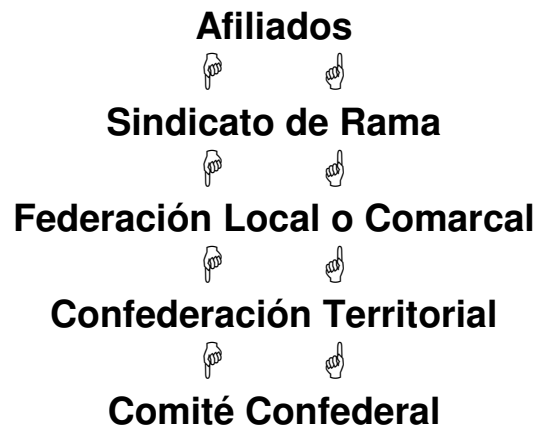 Afiliados
Sindicato de Rama
Federación Local o Comarcal
Confederación Territorial
Comité Confederal